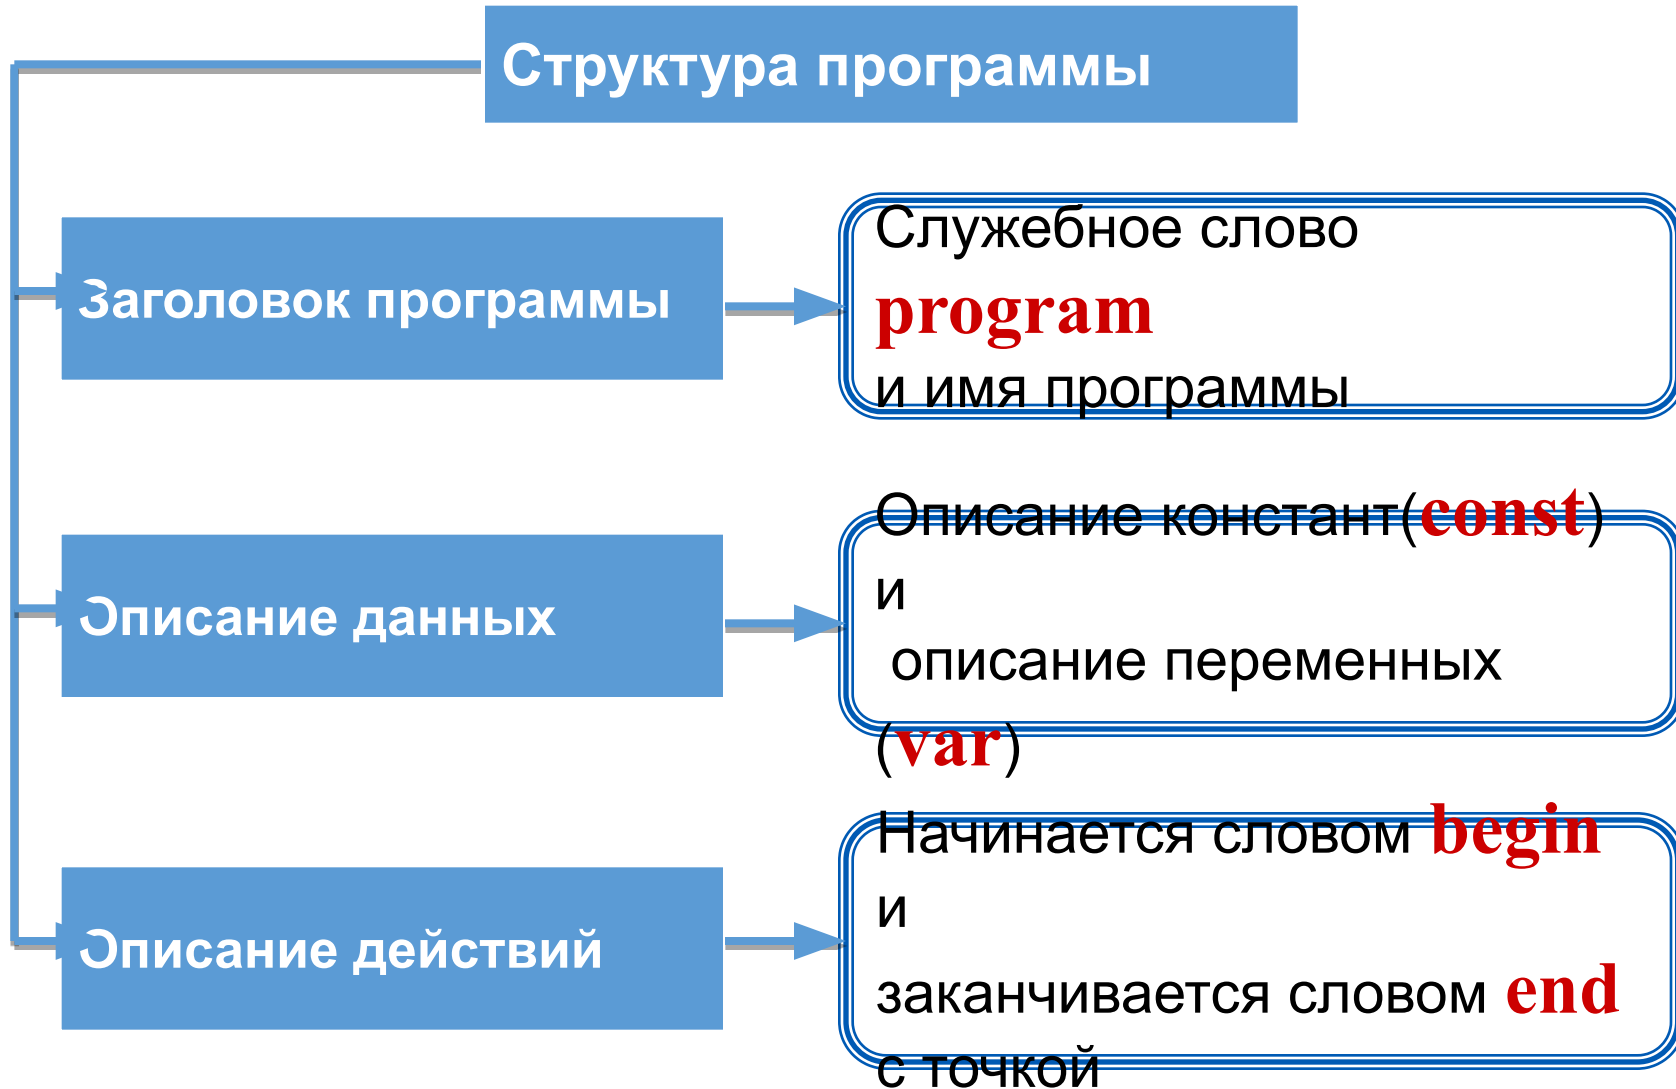 Структура программы
Заголовок программы
Служебное слово
program
и имя программы
Описание данных
Описание констант(const)
и
описание переменных
(var)
Описание действий
Начинается словом begin
и
заканчивается словом end
с точкой